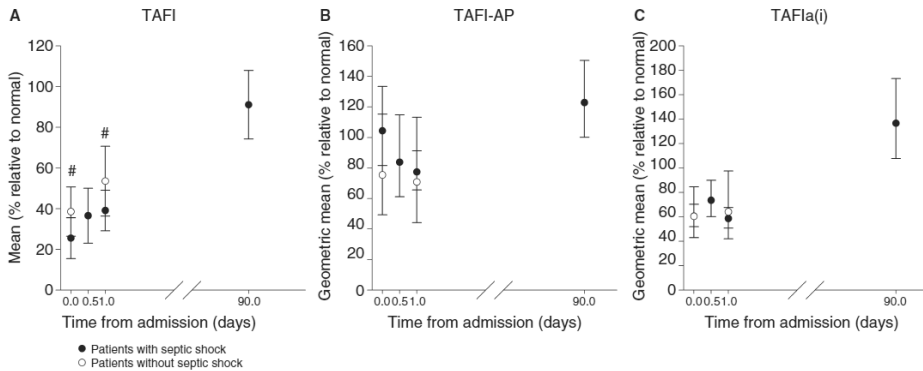 A TAFI
Mean (% relative to normal)
120
100
80
60
40
20
0
# #
0.0 0.5 1.0 90.0
Time from admission (days)
B TAFI-AP
Geometric mean (% relative to normal)
160
140
120
100
80
60
40
20
0
0.0 0.5 1.0 90.0
Time from admission (days)
C TAFIa(i)
Geometric mean (% relative to normal)
200
180
160
140
120
100
80
60
40
20
0
0.0 0.5 1.0 90.0
Time from admission (days)
Patients with septic shock
Patients without septic shock